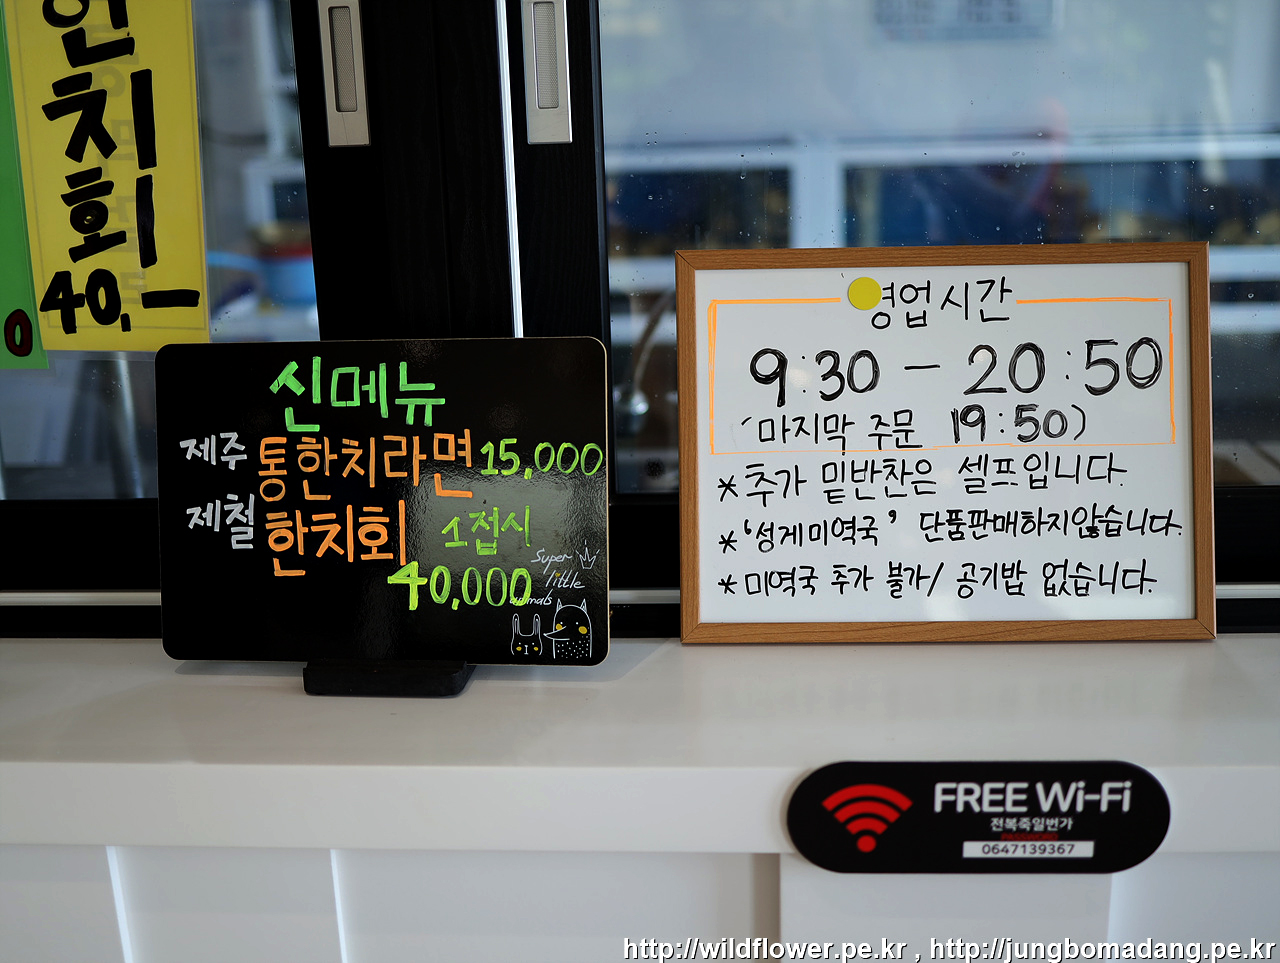 한
치
회
40,-
0
신메뉴
제주 통한치라면 15,000
제철 한치회 1접시
40,000
Super
little
animals
영업시간
9:30 - 20:50
(마지막 주문 19:50)
*추가 밑반찬은 셀프입니다.
*'성게미역국' 단품판매하지않습니다.
*미역국 추가 불가/ 공기밥 없습니다.
FREE Wi-Fi
전복죽일번가
PASSWORD
0647139367
http://wildflower.pe.kr , http://jungbomadang.pe.kr